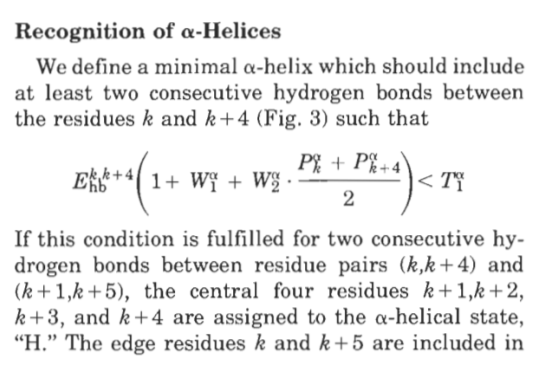 Recognition of α-Helices
We define a minimal α-helix which should include
at least two consecutive hydrogen bonds between
the residues k and k+4 (Fig. 3) such that
E_{hb}^{k,k+4}(1 + W_1^α + W_2^α · \frac{P_k^α + P_{k+4}^α}{2}) < T_1^α
If this condition is fulfilled for two consecutive hy-
drogen bonds between residue pairs (k,k+4) and
(k+1,k+5), the central four residues k+1,k+2,
k+3, and k+4 are assigned to the α-helical state,
“H.” The edge residues k and k+5 are included in